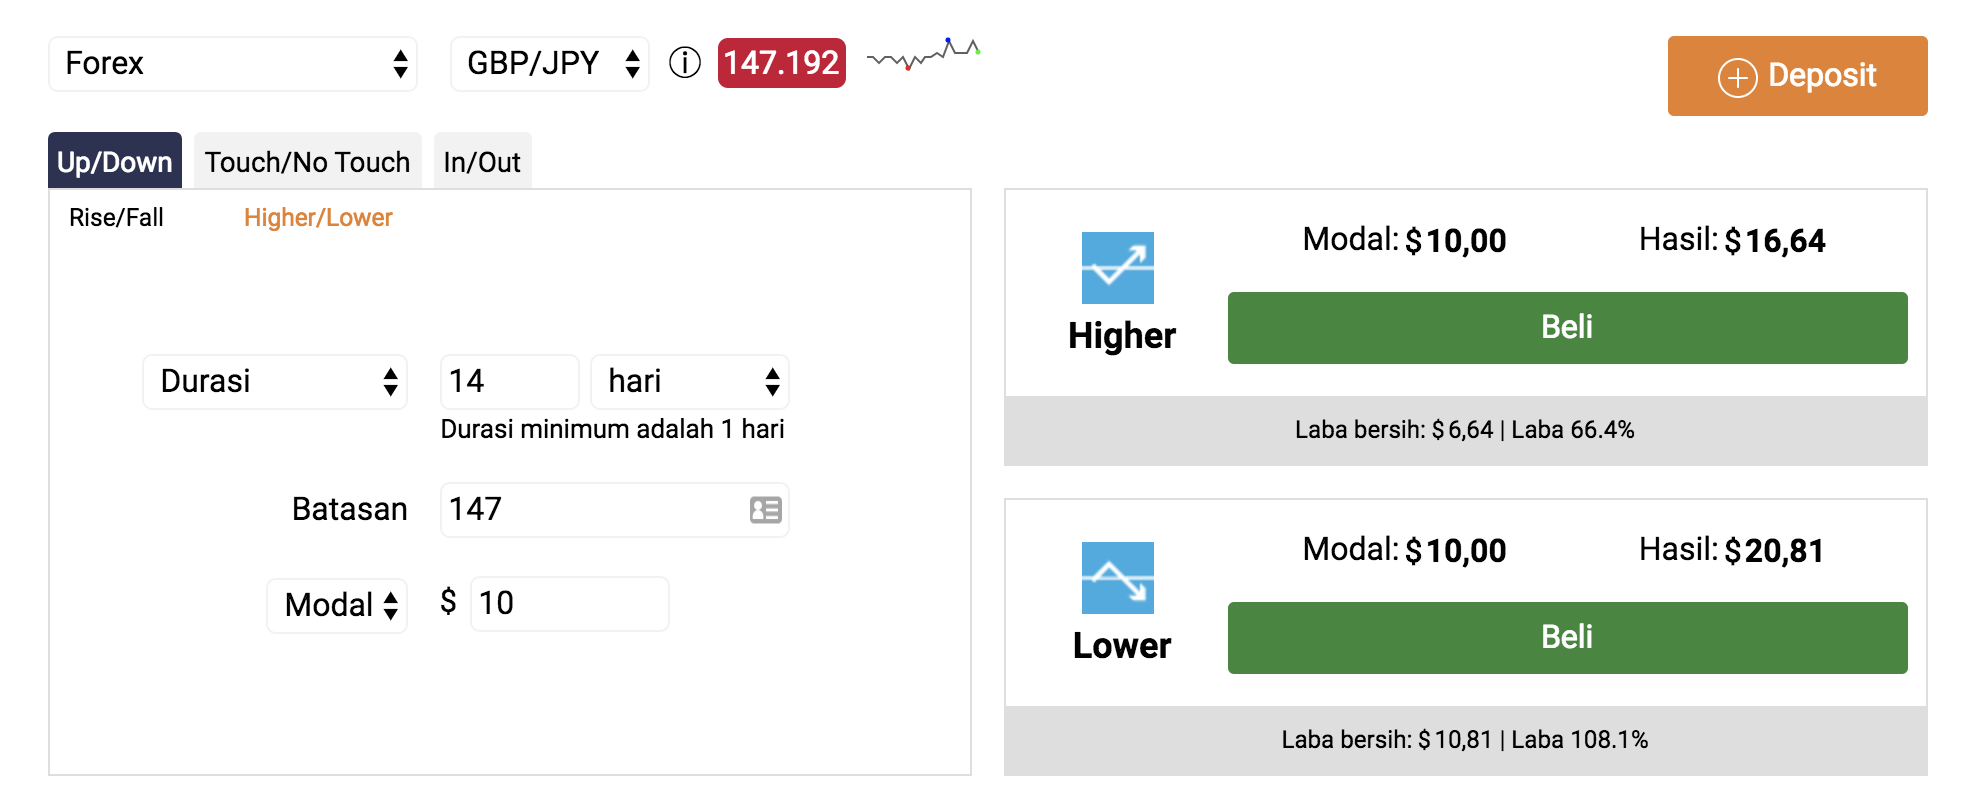 Forex GBP/JPY 147.192
Deposit
Up/Down Touch/No Touch In/Out
Rise/Fall Higher/Lower
Durasi 14 hari
Durasi minimum adalah 1 hari
Batasan 147
Modal $ 10
Modal: $10,00 Hasil: $16,64
Higher
Beli
Laba bersih: $6,64 | Laba 66.4%
Modal: $10,00 Hasil: $20,81
Lower
Beli
Laba bersih: $10,81 | Laba 108.1%